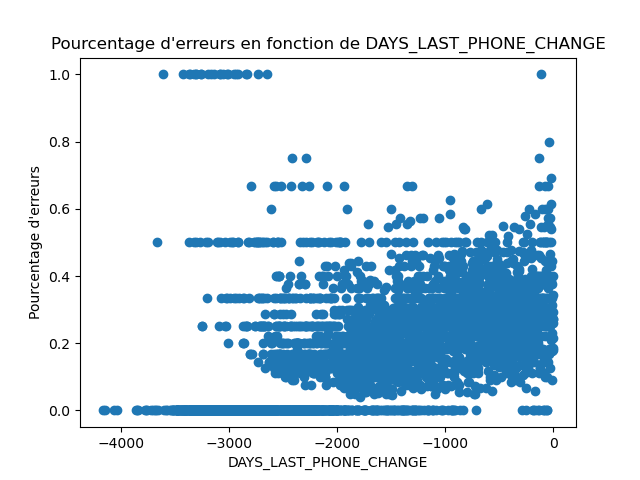 Pourcentage d'erreurs en fonction de DAYS_LAST_PHONE_CHANGE
1.0
0.8
0.6
0.4
0.2
0.0
Pourcentage d'erreurs
−4000 −3000 −2000 −1000 0
DAYS_LAST_PHONE_CHANGE